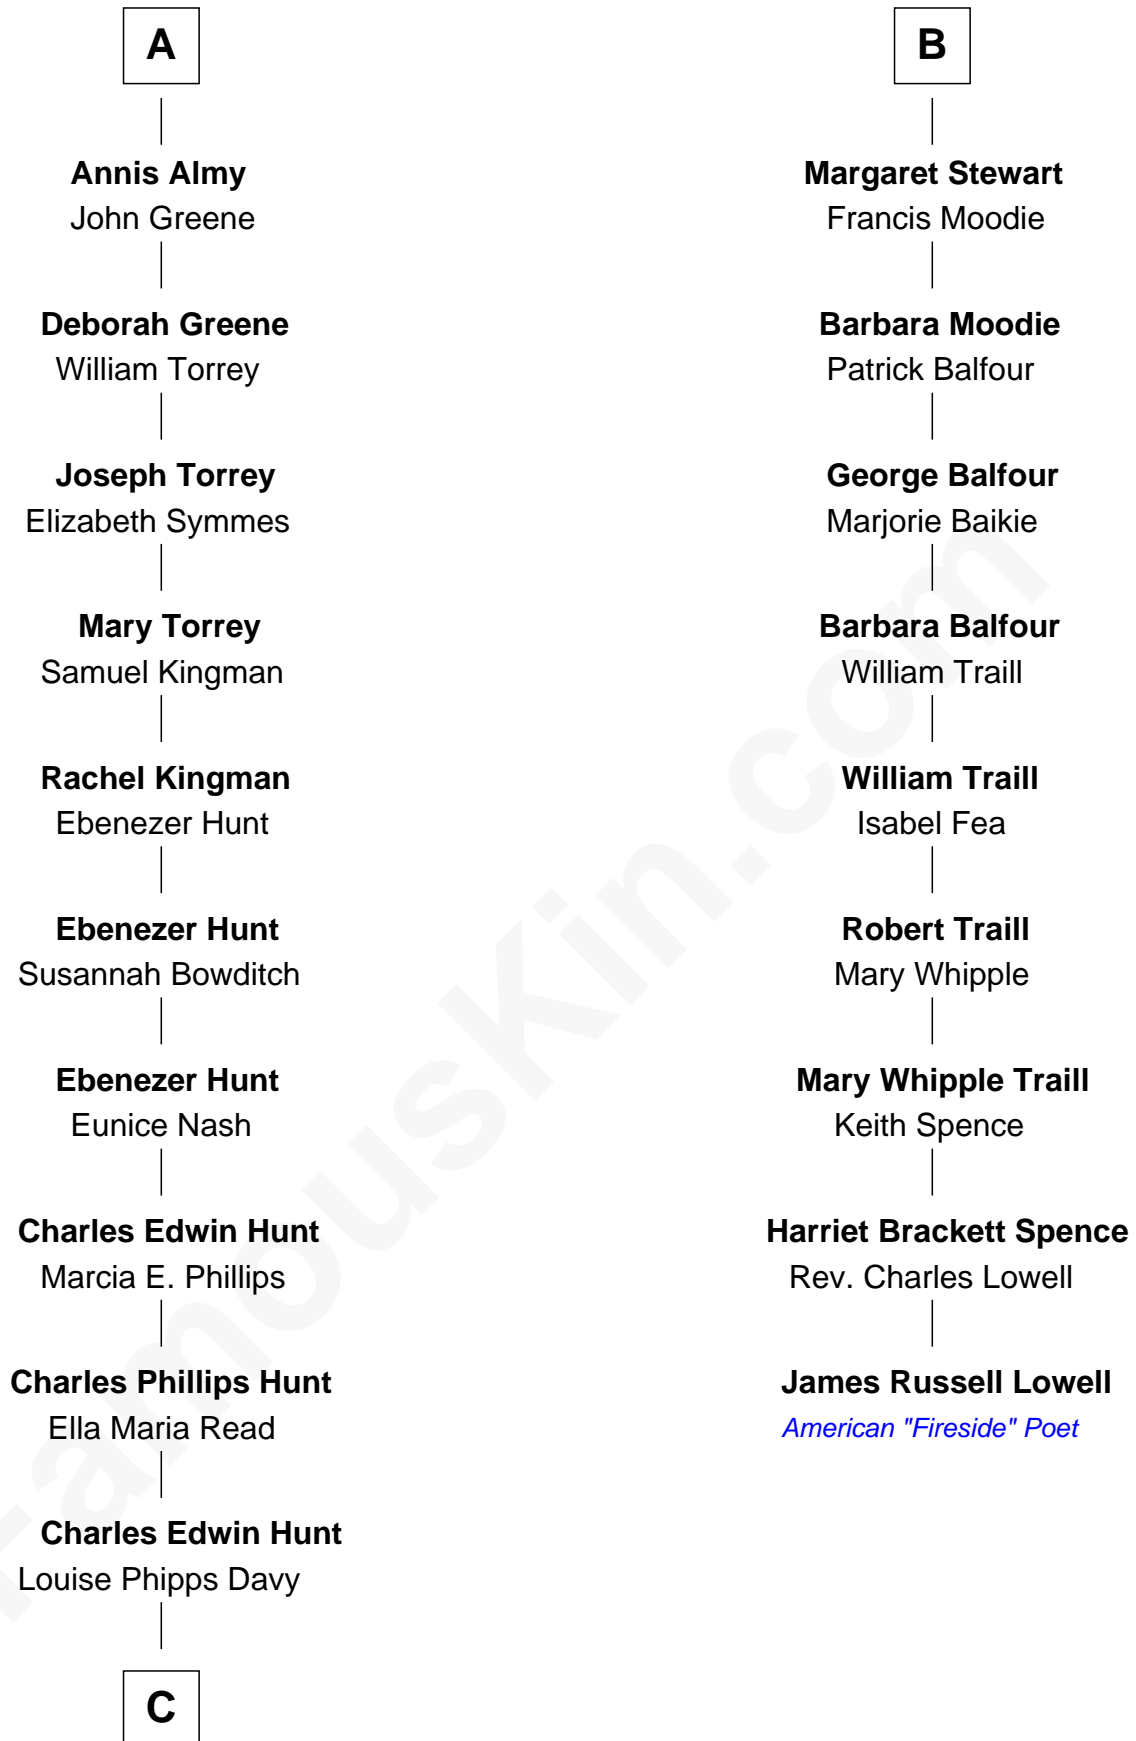 A
Annis Almy
John Greene
Deborah Greene
William Torrey
Joseph Torrey
Elizabeth Symmes
Mary Torrey
Samuel Kingman
Rachel Kingman
Ebenezer Hunt
Ebenezer Hunt
Susannah Bowditch
Ebenezer Hunt
Eunice Nash
Charles Edwin Hunt
Marcia E. Phillips
Charles Phillips Hunt
Ella Maria Read
Charles Edwin Hunt
Louise Phipps Davy
C
B
Margaret Stewart
Francis Moodie
Barbara Moodie
Patrick Balfour
George Balfour
Marjorie Baikie
Barbara Balfour
William Traill
William Traill
Isabel Fea
Robert Traill
Mary Whipple
Mary Whipple Traill
Keith Spence
Harriet Brackett Spence
Rev. Charles Lowell
James Russell Lowell
American "Fireside" Poet
FamousKin.com